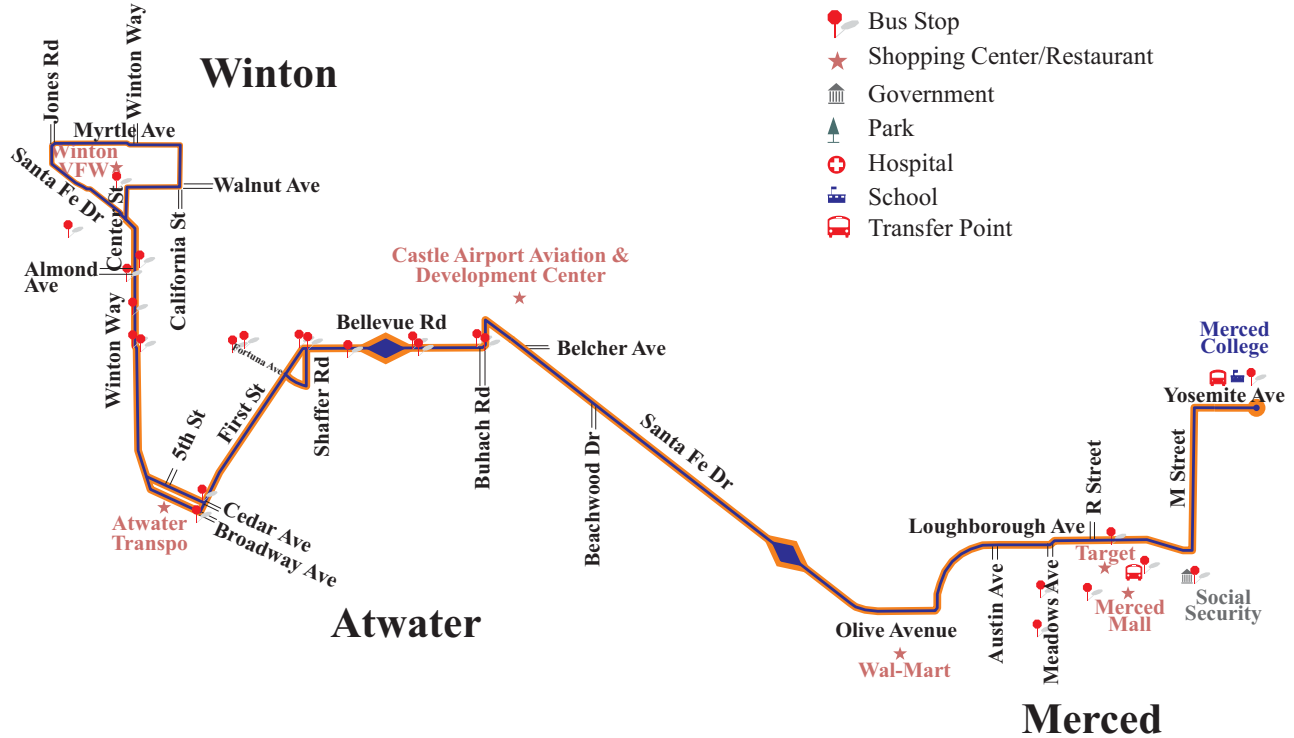 Bus Stop
Shopping Center/Restaurant
Government
Park
Hospital
School
Transfer Point
Winton
Jones Rd
Winton Way
Myrtle Ave
Winton
VFW
Santa Fe Dr
Walnut Ave
Center St
California St
Almond
Ave
Winton Way
Castle Airport Aviation &
Development Center
Bellevue Rd
Fortuna Ave
Belcher Ave
Merced
College
Yosemite Ave
5th St
First St
Shaffer Rd
Buhach Rd
Beachwood Dr
Santa Fe Dr
R Street
M Street
Atwater
Transpo
Cedar Ave
Broadway Ave
Loughborough Ave
Target
Austin Ave
Meadows Ave
Merced
Mall
Social
Security
Atwater
Olive Avenue
Wal-Mart
Merced